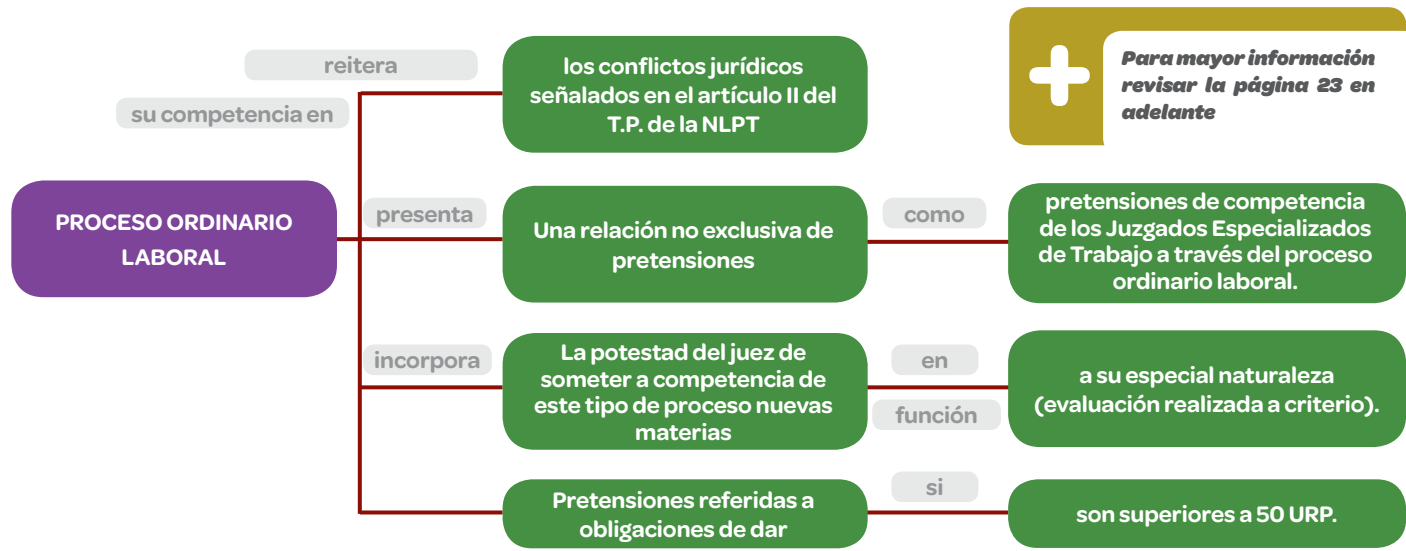 reitera
su competencia en
los conflictos jurídicos
señalados en el artículo II del
T.P. de la NLPT
Para mayor información
revisar la página 23 en
adelante
PROCESO ORDINARIO
LABORAL
presenta
Una relación no exclusiva de
pretensiones
como
pretensiones de competencia
de los Juzgados Especializados
de Trabajo a través del proceso
ordinario laboral.
incorpora
La potestad del juez de
someter a competencia de
este tipo de proceso nuevas
materias
en
función
a su especial naturaleza
(evaluación realizada a criterio).
Pretensiones referidas a
obligaciones de dar
si
son superiores a 50 URP.